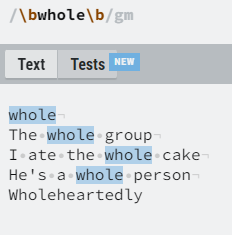 /\bwhole\b/gm
Text Tests NEW
whole
The whole group
I ate the whole cake
He's a whole person
Wholeheartedly